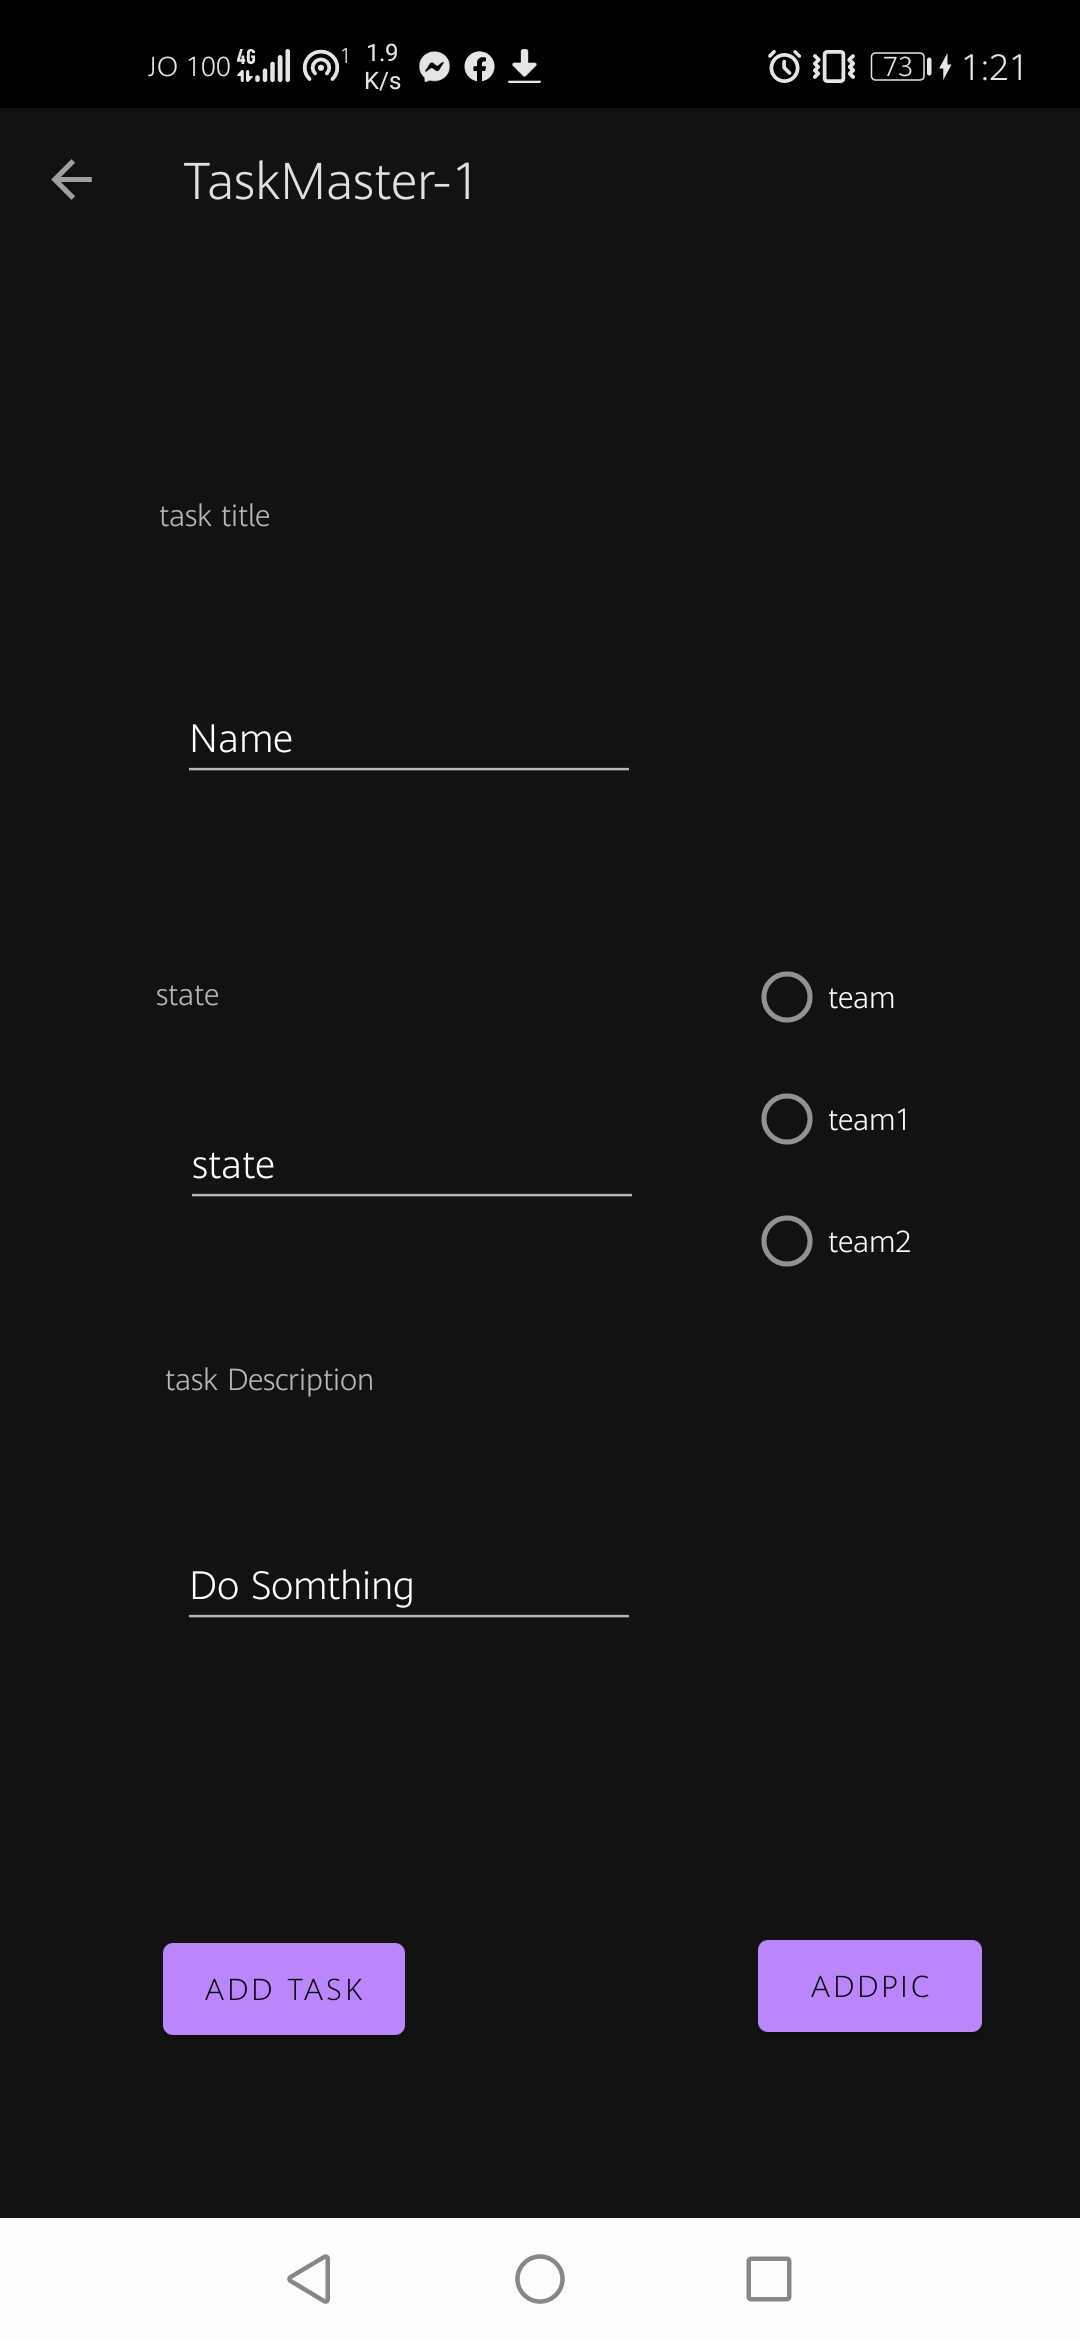 JO 100 4G 1 1.9 K/s 73 1:21
TaskMaster-1
task title
Name
state
team
team1
state
team2
task Description
Do Somthing
ADD TASK
ADDPIC